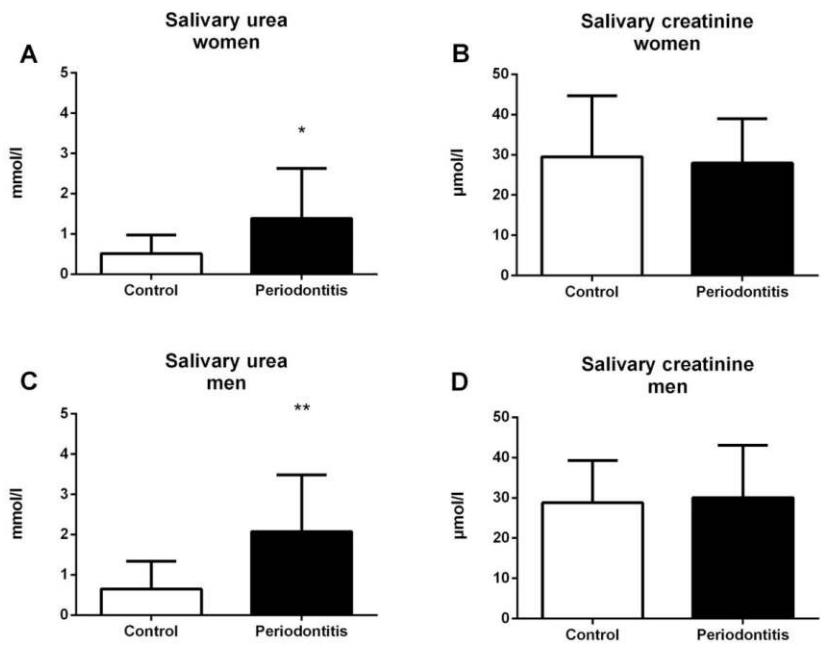 A
Salivary urea
women
mmol/l
5
4
3
2
1
0
*
Control
Periodontitis
B
Salivary creatinine
women
µmol/l
50
40
30
20
10
0
Control
Periodontitis
C
Salivary urea
men
mmol/l
5
4
3
2
1
0
**
Control
Periodontitis
D
Salivary creatinine
men
µmol/l
50
40
30
20
10
0
Control
Periodontitis